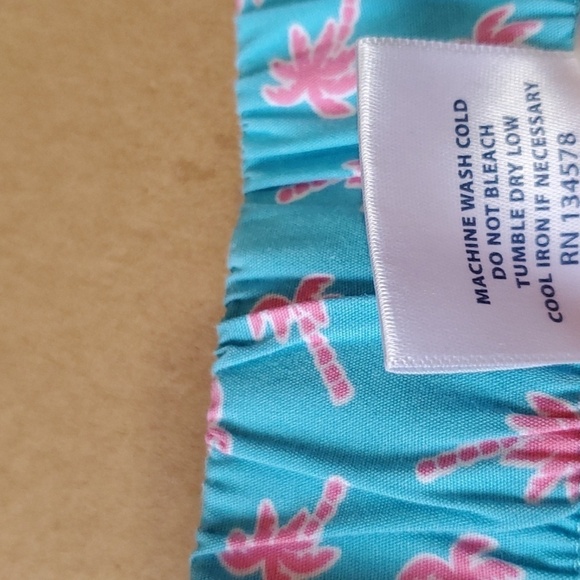 MACHINE WASH COLD
DO NOT BLEACH
TUMBLE DRY LOW
COOL IRON IF NECESSARY
RN 134578